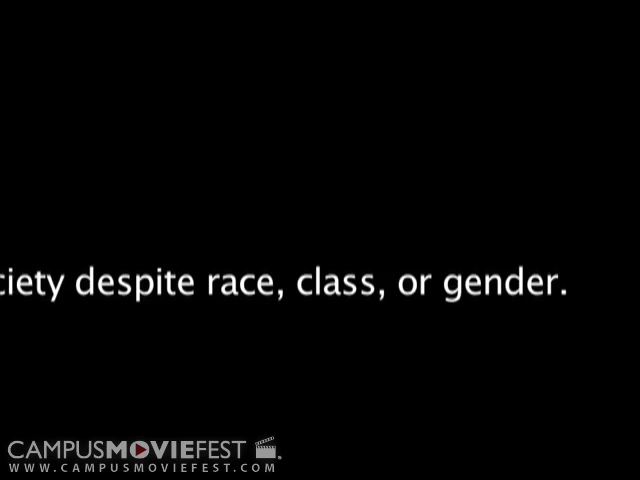 ciety despite race, class, or gender.
CAMPUSMOVIEFEST
WWW.CAMPUSMOVIEFEST.COM